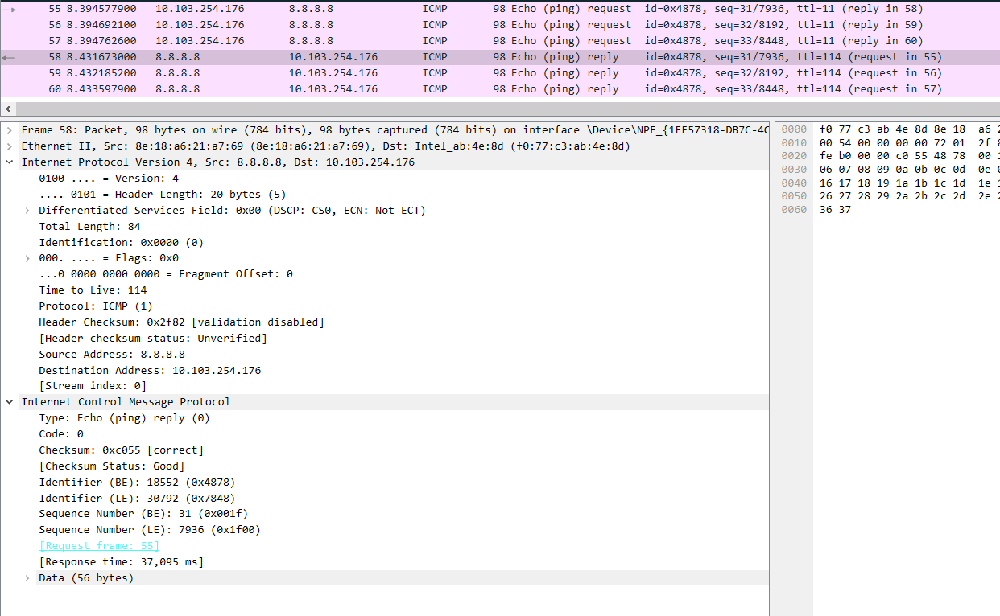 55 8.394577900 10.103.254.176 8.8.8.8 ICMP 98 Echo (ping) request id=0x4878, seq=31/7936, ttl=11 (reply in 58)
56 8.394692100 10.103.254.176 8.8.8.8 ICMP 98 Echo (ping) request id=0x4878, seq=32/8192, ttl=11 (reply in 59)
57 8.394762600 10.103.254.176 8.8.8.8 ICMP 98 Echo (ping) request id=0x4878, seq=33/8448, ttl=11 (reply in 60)
58 8.431673000 8.8.8.8 10.103.254.176 ICMP 98 Echo (ping) reply id=0x4878, seq=31/7936, ttl=114 (request in 55)
59 8.432185200 8.8.8.8 10.103.254.176 ICMP 98 Echo (ping) reply id=0x4878, seq=32/8192, ttl=114 (request in 56)
60 8.433597900 8.8.8.8 10.103.254.176 ICMP 98 Echo (ping) reply id=0x4878, seq=33/8448, ttl=114 (request in 57)
Frame 58: Packet, 98 bytes on wire (784 bits), 98 bytes captured (784 bits) on interface \Device\NPF_{1FF57318-DB7C-4C
Ethernet II, Src: 8e:18:a6:21:a7:69 (8e:18:a6:21:a7:69), Dst: Intel_ab:4e:8d (f0:77:c3:ab:4e:8d)
Internet Protocol Version 4, Src: 8.8.8.8, Dst: 10.103.254.176
0100 .... = Version: 4
.... 0101 = Header Length: 20 bytes (5)
Differentiated Services Field: 0x00 (DSCP: CS0, ECN: Not-ECT)
Total Length: 84
Identification: 0x0000 (0)
000. .... = Flags: 0x0
...0 0000 0000 0000 = Fragment Offset: 0
Time to Live: 114
Protocol: ICMP (1)
Header Checksum: 0x2f82 [validation disabled]
[Header checksum status: Unverified]
Source Address: 8.8.8.8
Destination Address: 10.103.254.176
[Stream index: 0]
Internet Control Message Protocol
Type: Echo (ping) reply (0)
Code: 0
Checksum: 0xc055 [correct]
[Checksum Status: Good]
Identifier (BE): 18552 (0x4878)
Identifier (LE): 30792 (0x7848)
Sequence Number (BE): 31 (0x001f)
Sequence Number (LE): 7936 (0x1f00)
[Request frame: 55]
[Response time: 37,095 ms]
Data (56 bytes)
0000 f0 77 c3 ab 4e 8d 8e 18 a6
0010 00 54 00 00 00 00 72 01 2f
0020 fe b0 00 00 c0 55 48 78 00
0030 06 07 08 09 0a 0b 0c 0d 0e
0040 16 17 18 19 1a 1b 1c 1d 1e
0050 26 27 28 29 2a 2b 2c 2d 2e
0060 36 37